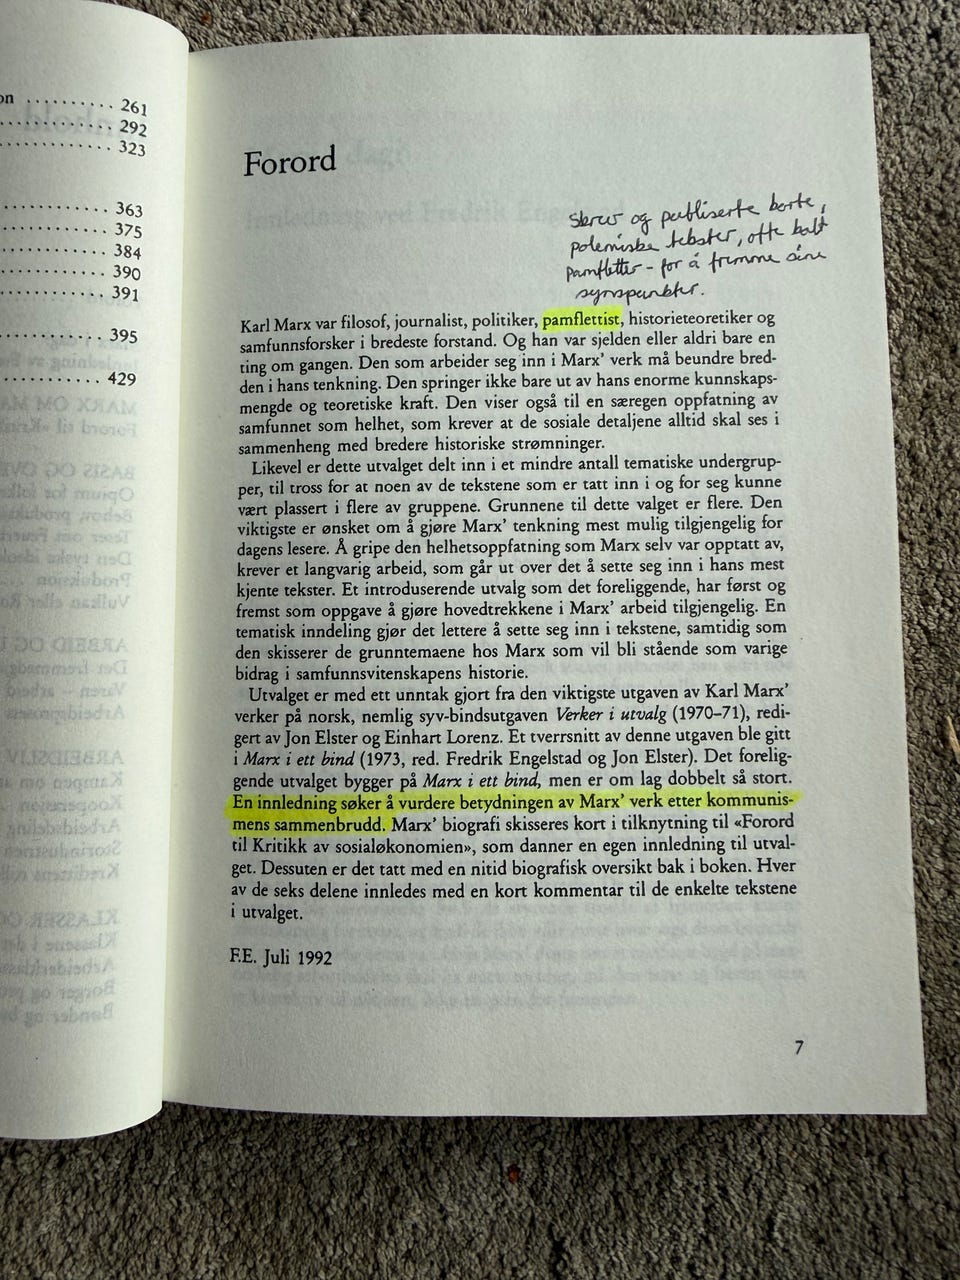 on .......... 261
............ 292
............ 323
......... 363
......... 375
......... 384
......... 390
......... 391
......... 395
......... 429
Forord
skrev og publiserte korte,
polemiske tekster, ofte kalt
pamfletter - for å fremme sine
synspunkter.
Karl Marx var filosof, journalist, politiker, pamflettist, historieteoretiker og
samfunnsforsker i bredeste forstand. Og han var sjelden eller aldri bare en
ting om gangen. Den som arbeider seg inn i Marx’ verk må beundre bred-
den i hans tenkning. Den springer ikke bare ut av hans enorme kunnskaps-
mengde og teoretiske kraft. Den viser også til en særegen oppfatning av
samfunnet som helhet, som krever at de sosiale detaljene alltid skal ses i
sammenheng med bredere historiske strømninger.
Likevel er dette utvalget delt inn i et mindre antall tematiske undergrup-
per, til tross for at noen av de tekstene som er tatt inn i og for seg kunne
vært plassert i flere av gruppene. Grunnene til dette valget er flere. Den
viktigste er ønsket om å gjøre Marx’ tenkning mest mulig tilgjengelig for
dagens lesere. Å gripe den helhetsoppfatning som Marx selv var opptatt av,
krever et langvarig arbeid, som går ut over det å sette seg inn i hans mest
kjente tekster. Et introduserende utvalg som det foreliggende, har først og
fremst som oppgave å gjøre hovedtrekkene i Marx’ arbeid tilgjengelig. En
tematisk inndeling gjør det lettere å sette seg inn i tekstene, samtidig som
den skisserer de grunntemaene hos Marx som vil bli stående som varige
bidrag i samfunnsvitenskapens historie.
Utvalget er med ett unntak gjort fra den viktigste utgaven av Karl Marx’
verker på norsk, nemlig syv-bindsutgaven Verker i utvalg (1970–71), redi-
gert av Jon Elster og Einhart Lorenz. Et tverrsnitt av denne utgaven ble gitt
i Marx i ett bind (1973, red. Fredrik Engelstad og Jon Elster). Det forelig-
gende utvalget bygger på Marx i ett bind, men er om lag dobbelt så stort.
En innledning søker å vurdere betydningen av Marx’ verk etter kommunis-
mens sammenbrudd. Marx’ biografi skisseres kort i tilknytning til «Forord
til Kritikk av sosialøkonomien», som danner en egen innledning til utval-
get. Dessuten er det tatt med en nitid biografisk oversikt bak i boken. Hver
av de seks delene innledes med en kort kommentar til de enkelte tekstene
i utvalget.
F.E. Juli 1992
7